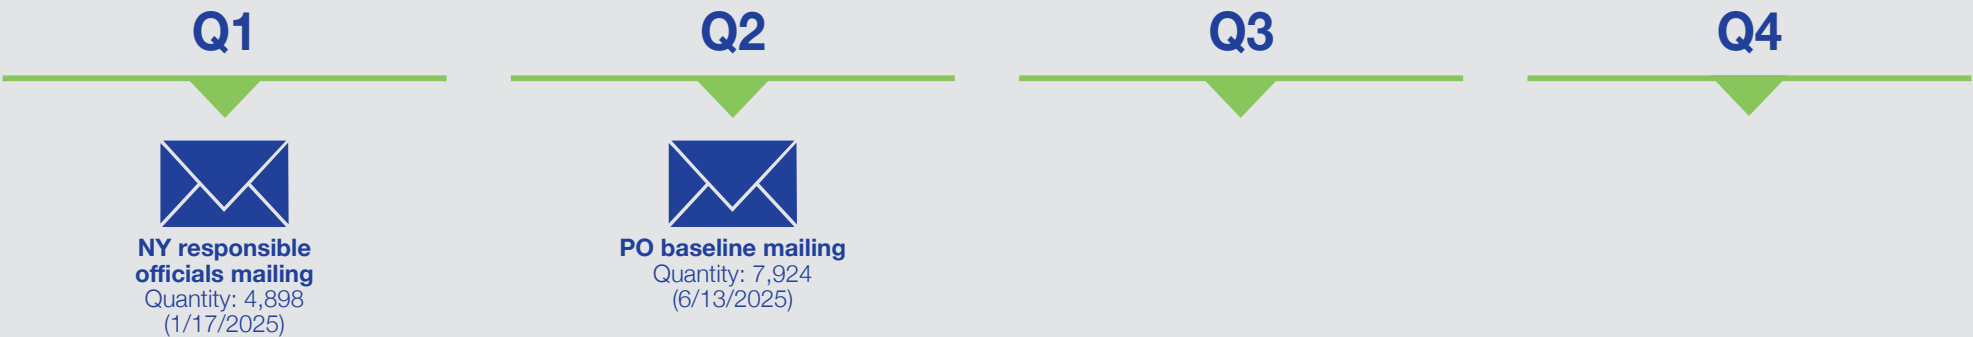 Q1
Q2
Q3
Q4
NY responsible
officials mailing
Quantity: 4,898
(1/17/2025)
PO baseline mailing
Quantity: 7,924
(6/13/2025)